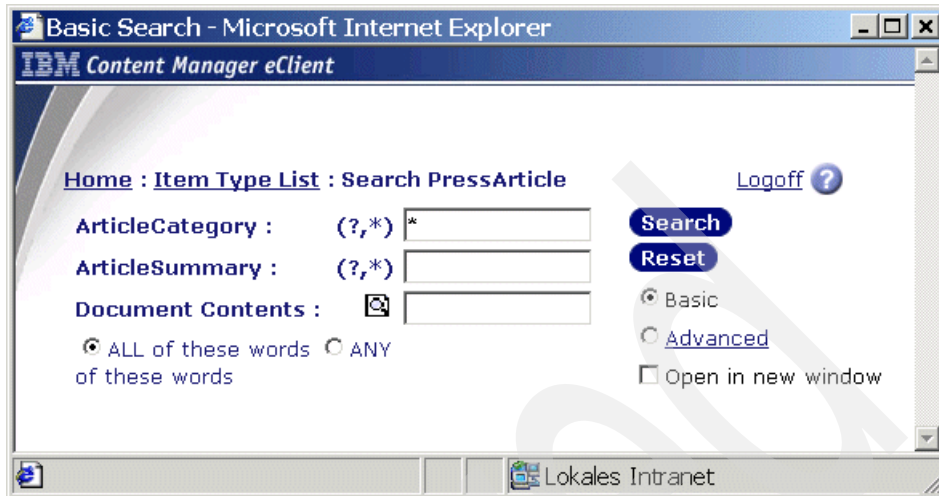 Basic Search - Microsoft Internet Explorer
IBM Content Manager eClient
Home : Item Type List : Search PressArticle Logoff ?
ArticleCategory : (?,*) * Search
ArticleSummary : (?,*) Reset
Document Contents : Basic
ALL of these words ANY Advanced
of these words Open in new window
Lokales Intranet